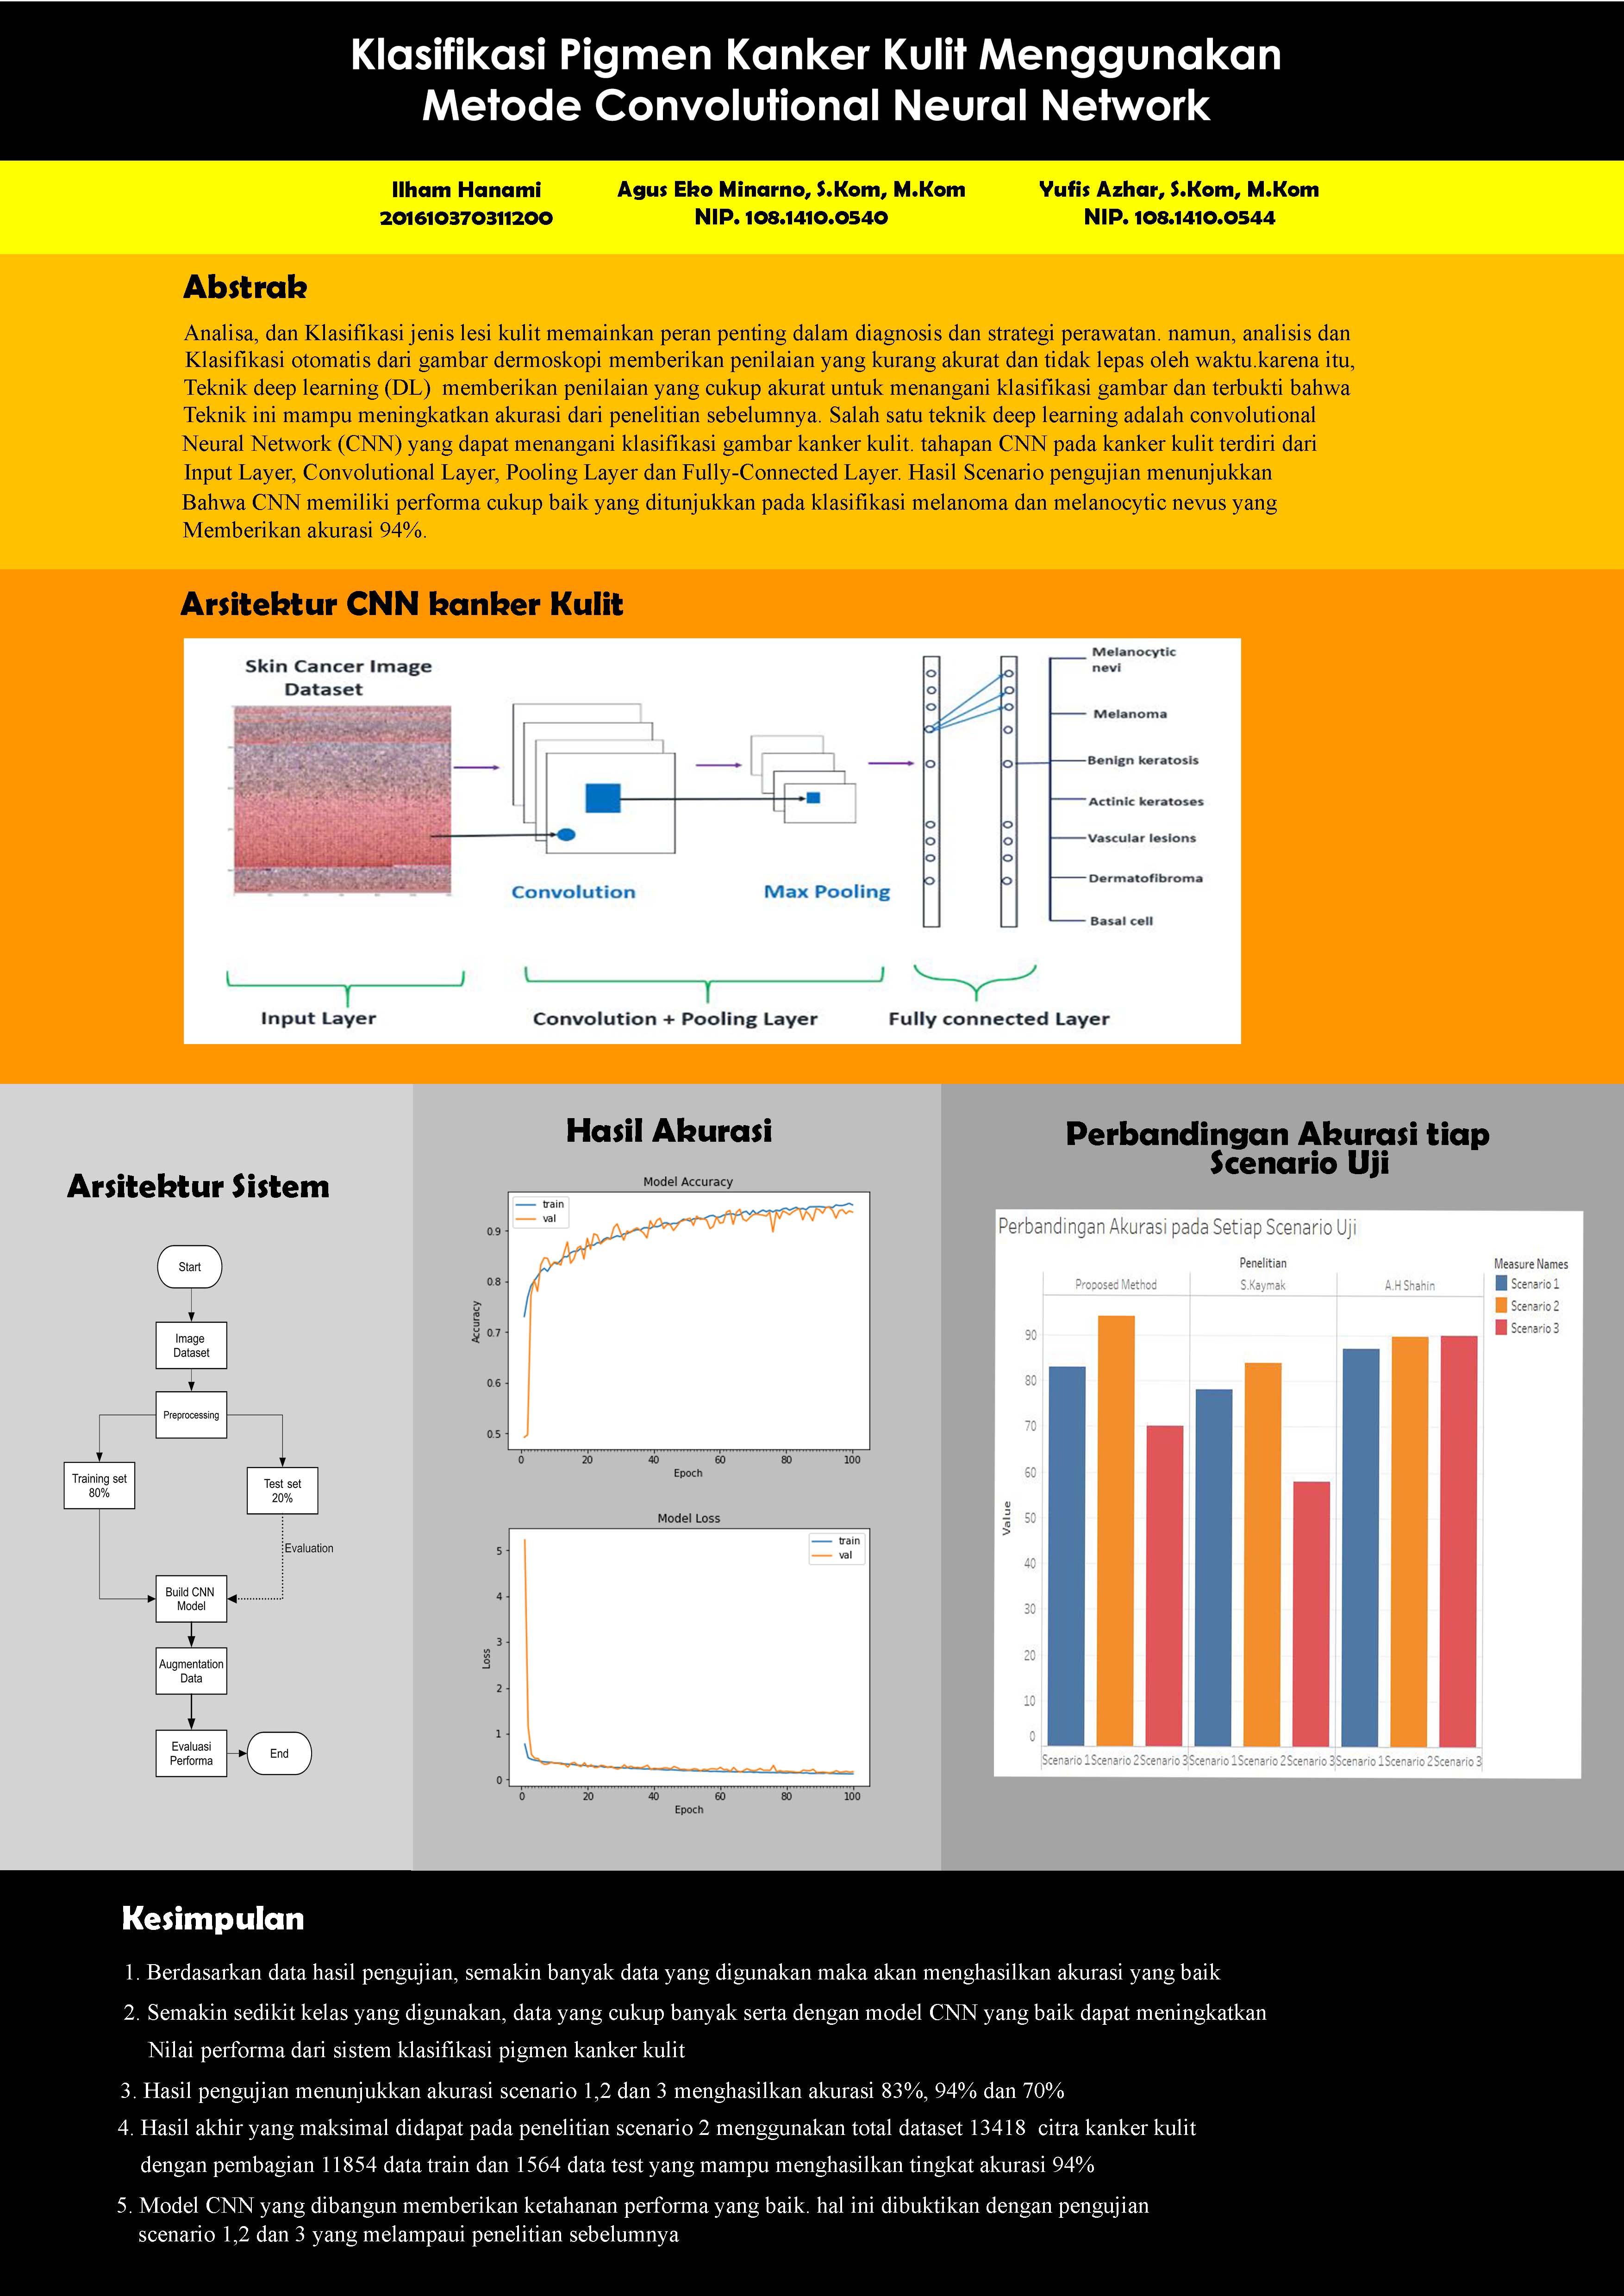 Klasifikasi Pigmen Kanker Kulit Menggunakan
Metode Convolutional Neural Network
Ilham Hanami
201610370311200
Agus Eko Minarno, S.Kom, M.Kom
NIP. 108.1410.0540
Yufis Azhar, S.Kom, M.Kom
NIP. 108.1410.0544
Abstrak
Analisa, dan Klasifikasi jenis lesi kulit memainkan peran penting dalam diagnosis dan strategi perawatan. namun, analisis dan
Klasifikasi otomatis dari gambar dermoskopi memberikan penilaian yang kurang akurat dan tidak lepas oleh waktu.karena itu,
Teknik deep learning (DL) memberikan penilaian yang cukup akurat untuk menangani klasifikasi gambar dan terbukti bahwa
Teknik ini mampu meningkatkan akurasi dari penelitian sebelumnya. Salah satu teknik deep learning adalah convolutional
Neural Network (CNN) yang dapat menangani klasifikasi gambar kanker kulit. tahapan CNN pada kanker kulit terdiri dari
Input Layer, Convolutional Layer, Pooling Layer dan Fully-Connected Layer. Hasil Scenario pengujian menunjukkan
Bahwa CNN memiliki performa cukup baik yang ditunjukkan pada klasifikasi melanoma dan melanocytic nevus yang
Memberikan akurasi 94%.
Arsitektur CNN kanker Kulit
Skin Cancer Image
Dataset
Convolution
Max Pooling
Melanocytic
nevi
Melanoma
Benign keratosis
Actinic keratoses
Vascular lesions
Dermatofibroma
Basal cell
Input Layer
Convolution + Pooling Layer
Fully connected Layer
Arsitektur Sistem
Start
Image
Dataset
Preprocessing
Training set
80%
Test set
20%
Evaluation
Build CNN
Model
Augmentation
Data
Evaluasi
Performa
End
Hasil Akurasi
Model Accuracy
train
val
0.9
0.8
0.7
0.6
0.5
Accuracy
0 20 40 60 80 100
Epoch
Model Loss
train
val
5
4
3
2
1
0
Loss
0 20 40 60 80 100
Epoch
Perbandingan Akurasi tiap
Scenario Uji
Perbandingan Akurasi pada Setiap Scenario Uji
Penelitian
Proposed Method S.Kaymak A.H Shahin
Measure Names
Scenario 1
Scenario 2
Scenario 3
90
80
70
60
50
40
30
20
10
0
Value
Scenario 1 Scenario 2 Scenario 3 Scenario 1 Scenario 2 Scenario 3 Scenario 1 Scenario 2 Scenario 3
Kesimpulan
1. Berdasarkan data hasil pengujian, semakin banyak data yang digunakan maka akan menghasilkan akurasi yang baik
2. Semakin sedikit kelas yang digunakan, data yang cukup banyak serta dengan model CNN yang baik dapat meningkatkan
Nilai performa dari sistem klasifikasi pigmen kanker kulit
3. Hasil pengujian menunjukkan akurasi scenario 1,2 dan 3 menghasilkan akurasi 83%, 94% dan 70%
4. Hasil akhir yang maksimal didapat pada penelitian scenario 2 menggunakan total dataset 13418 citra kanker kulit
dengan pembagian 11854 data train dan 1564 data test yang mampu menghasilkan tingkat akurasi 94%
5. Model CNN yang dibangun memberikan ketahanan performa yang baik. hal ini dibuktikan dengan pengujian
scenario 1,2 dan 3 yang melampaui penelitian sebelumnya